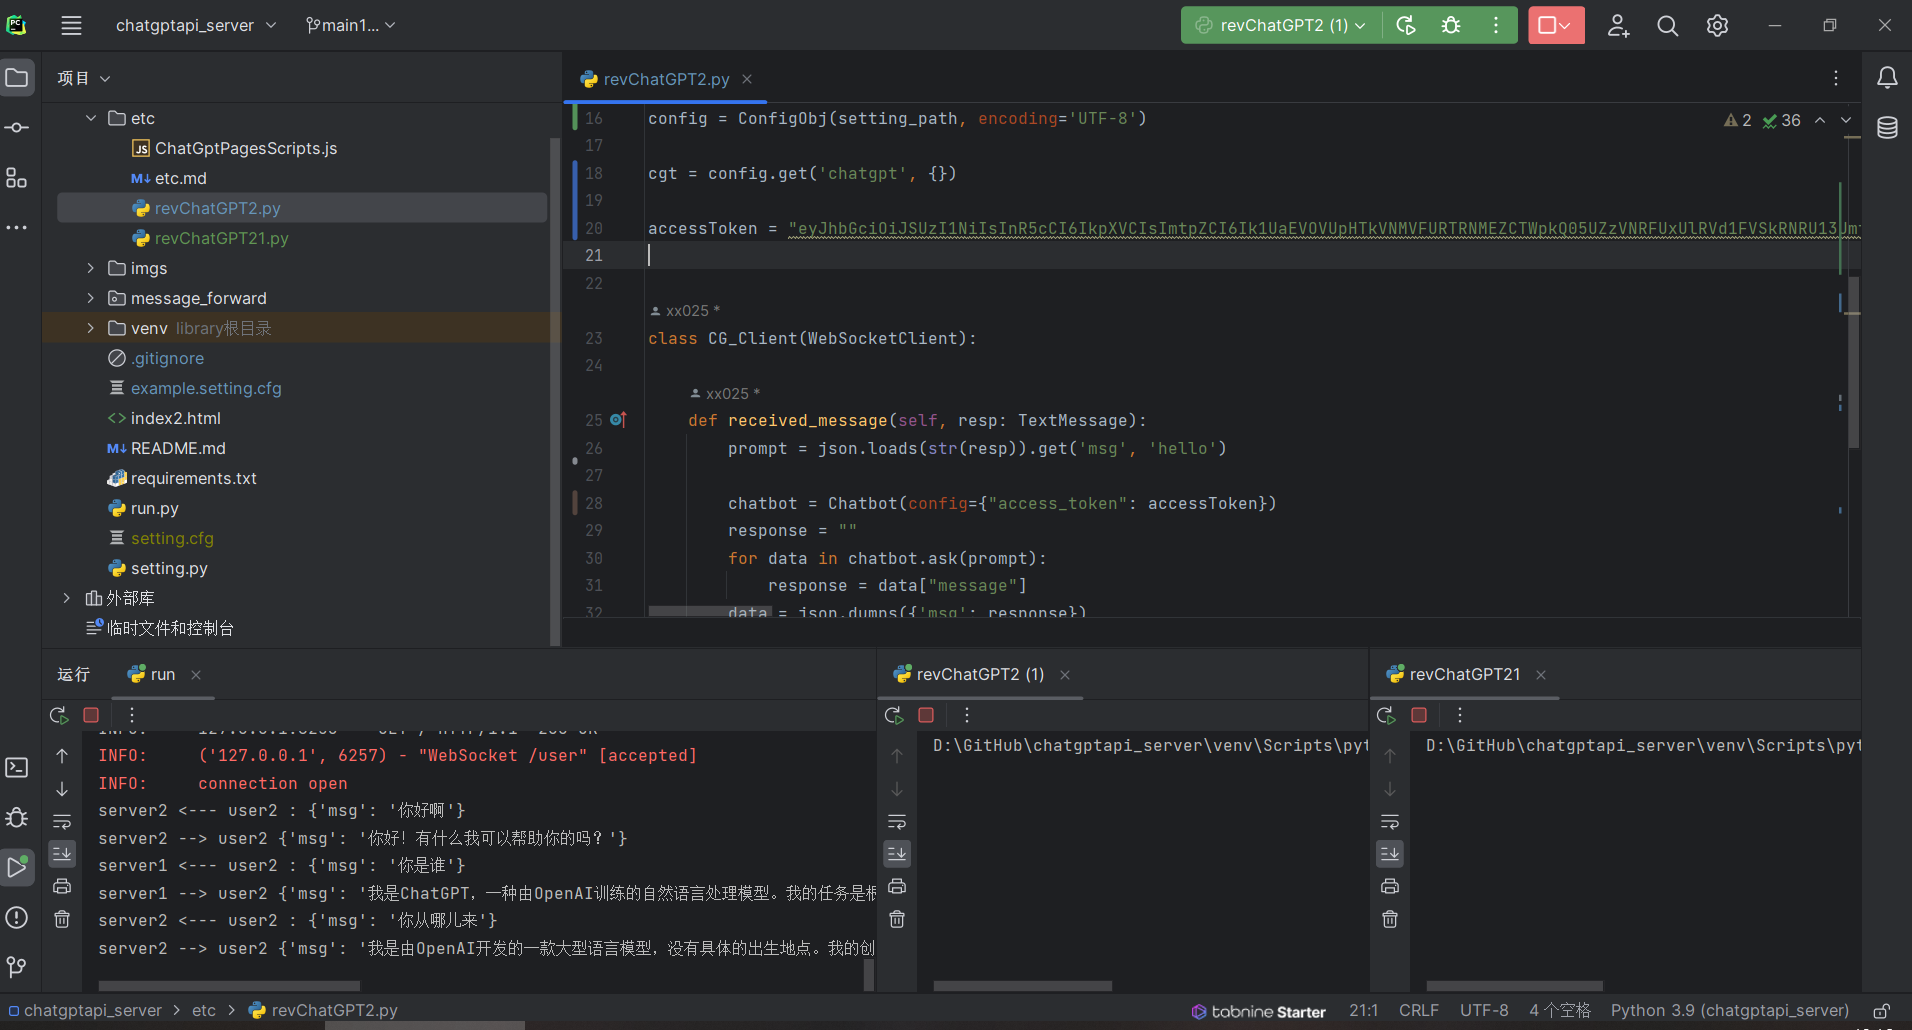 chatgptapi_server
main1...
revChatGPT2 (1)
项目
etc
ChatGptPagesScripts.js
etc.md
revChatGPT2.py
revChatGPT21.py
imgs
message_forward
venv library根目录
.gitignore
example.setting.cfg
index2.html
README.md
requirements.txt
run.py
setting.cfg
setting.py
外部库
临时文件和控制台
revChatGPT2.py
2 36
16 config = ConfigObj(setting_path, encoding='UTF-8')
17
18 cgt = config.get('chatgpt', {})
19
20 accessToken =
21
22
xx025 *
23 class CG_Client(WebSocketClient):
24
xx025 *
25 def received_message(self, resp: TextMessage):
26 prompt = json.loads(str(resp)).get('msg', 'hello')
27
28 chatbot = Chatbot(config={"access_token": accessToken})
29 response = ""
30 for data in chatbot.ask(prompt):
31 response = data["message"]
32 data = json.dumps({'msg': response})
运行
run
INFO: ('127.0.0.1', 6257) - "WebSocket /user" [accepted]
INFO: connection open
server2 <--- user2 : {'msg': '你好啊'}
server2 --> user2 {'msg': '你好！有什么我可以帮助你的吗？'}
server1 <--- user2 : {'msg': '你是谁'}
server1 --> user2 {'msg': '我是ChatGPT，一种由OpenAI训练的自然语言处理模型。我的任务是根
server2 <--- user2 : {'msg': '你从哪儿来'}
server2 --> user2 {'msg': '我是由OpenAI开发的一款大型语言模型，没有具体的出生地点。我的创
revChatGPT2 (1)
D:\GitHub\chatgptapi_server\venv\Scripts\pyt
revChatGPT21
D:\GitHub\chatgptapi_server\venv\Scripts\pyt
chatgptapi_server > etc > revChatGPT2.py
tabnine Starter
21:1
CRLF
UTF-8
4 个空格
Python 3.9 (chatgptapi_server)